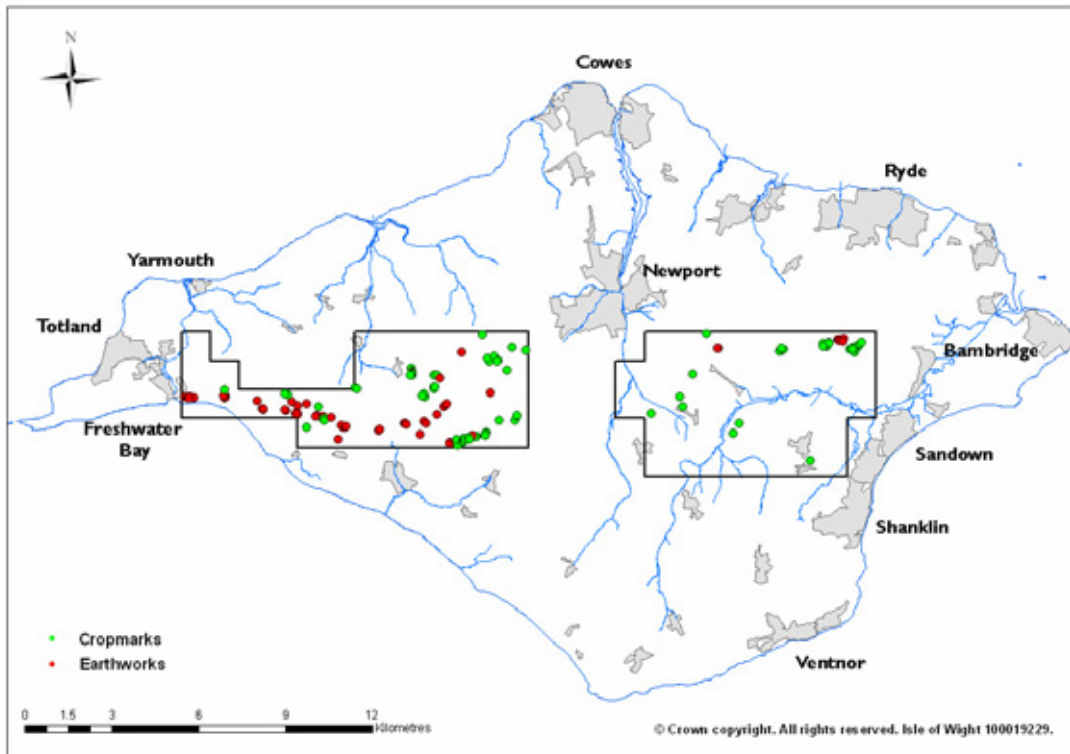 N
Cowes
Ryde
Yarmouth
Newport
Totland
Bambridge
Freshwater
Bay
Sandown
Shanklin
Cropmarks
Earthworks
Ventnor
0 1.5 3 6 9 12
Kilometres
© Crown copyright. All rights reserved. Isle of Wight 100019229.